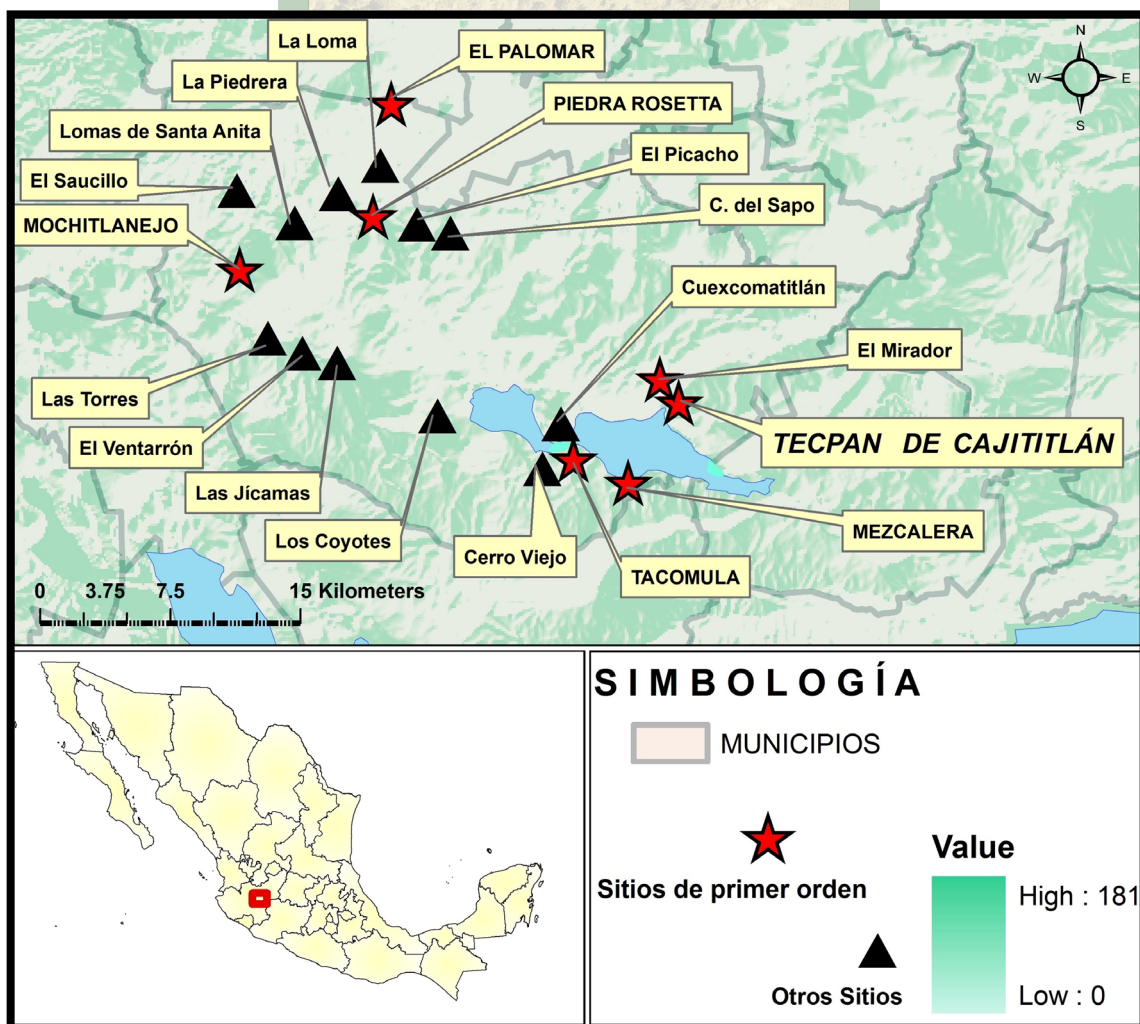 La Loma
EL PALOMAR
N
W
E
S
La Piedrera
PIEDRA ROSETTA
Lomas de Santa Anita
El Picacho
El Saucillo
C. del Sapo
MOCHITLANEJO
Cuexcomatitlán
El Mirador
Las Torres
TECPAN DE CAJITITLÁN
El Ventarrón
Las Jícamas
Los Coyotes
MEZCALERA
Cerro Viejo
TACOMULA
0 3.75 7.5 15 Kilometers
SIMBOLOGÍA
MUNICIPIOS
Sitios de primer orden
Otros Sitios
Value
High : 181
Low : 0